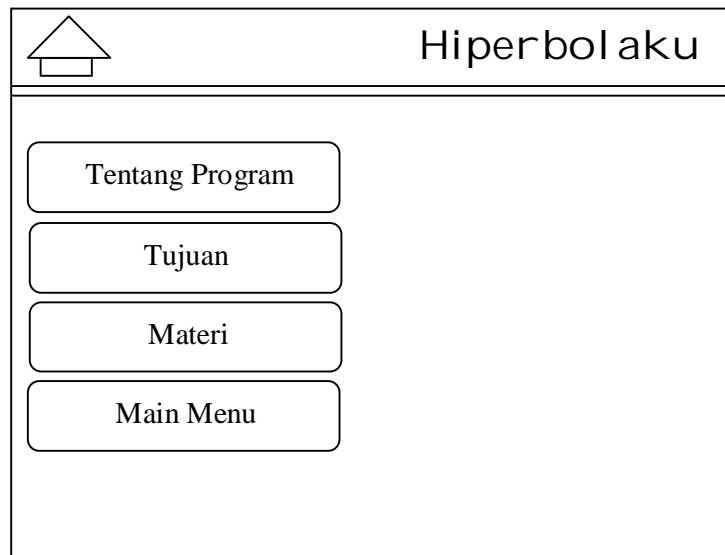 Hiperbolaku
Tentang Program
Tujuan
Materi
Main Menu